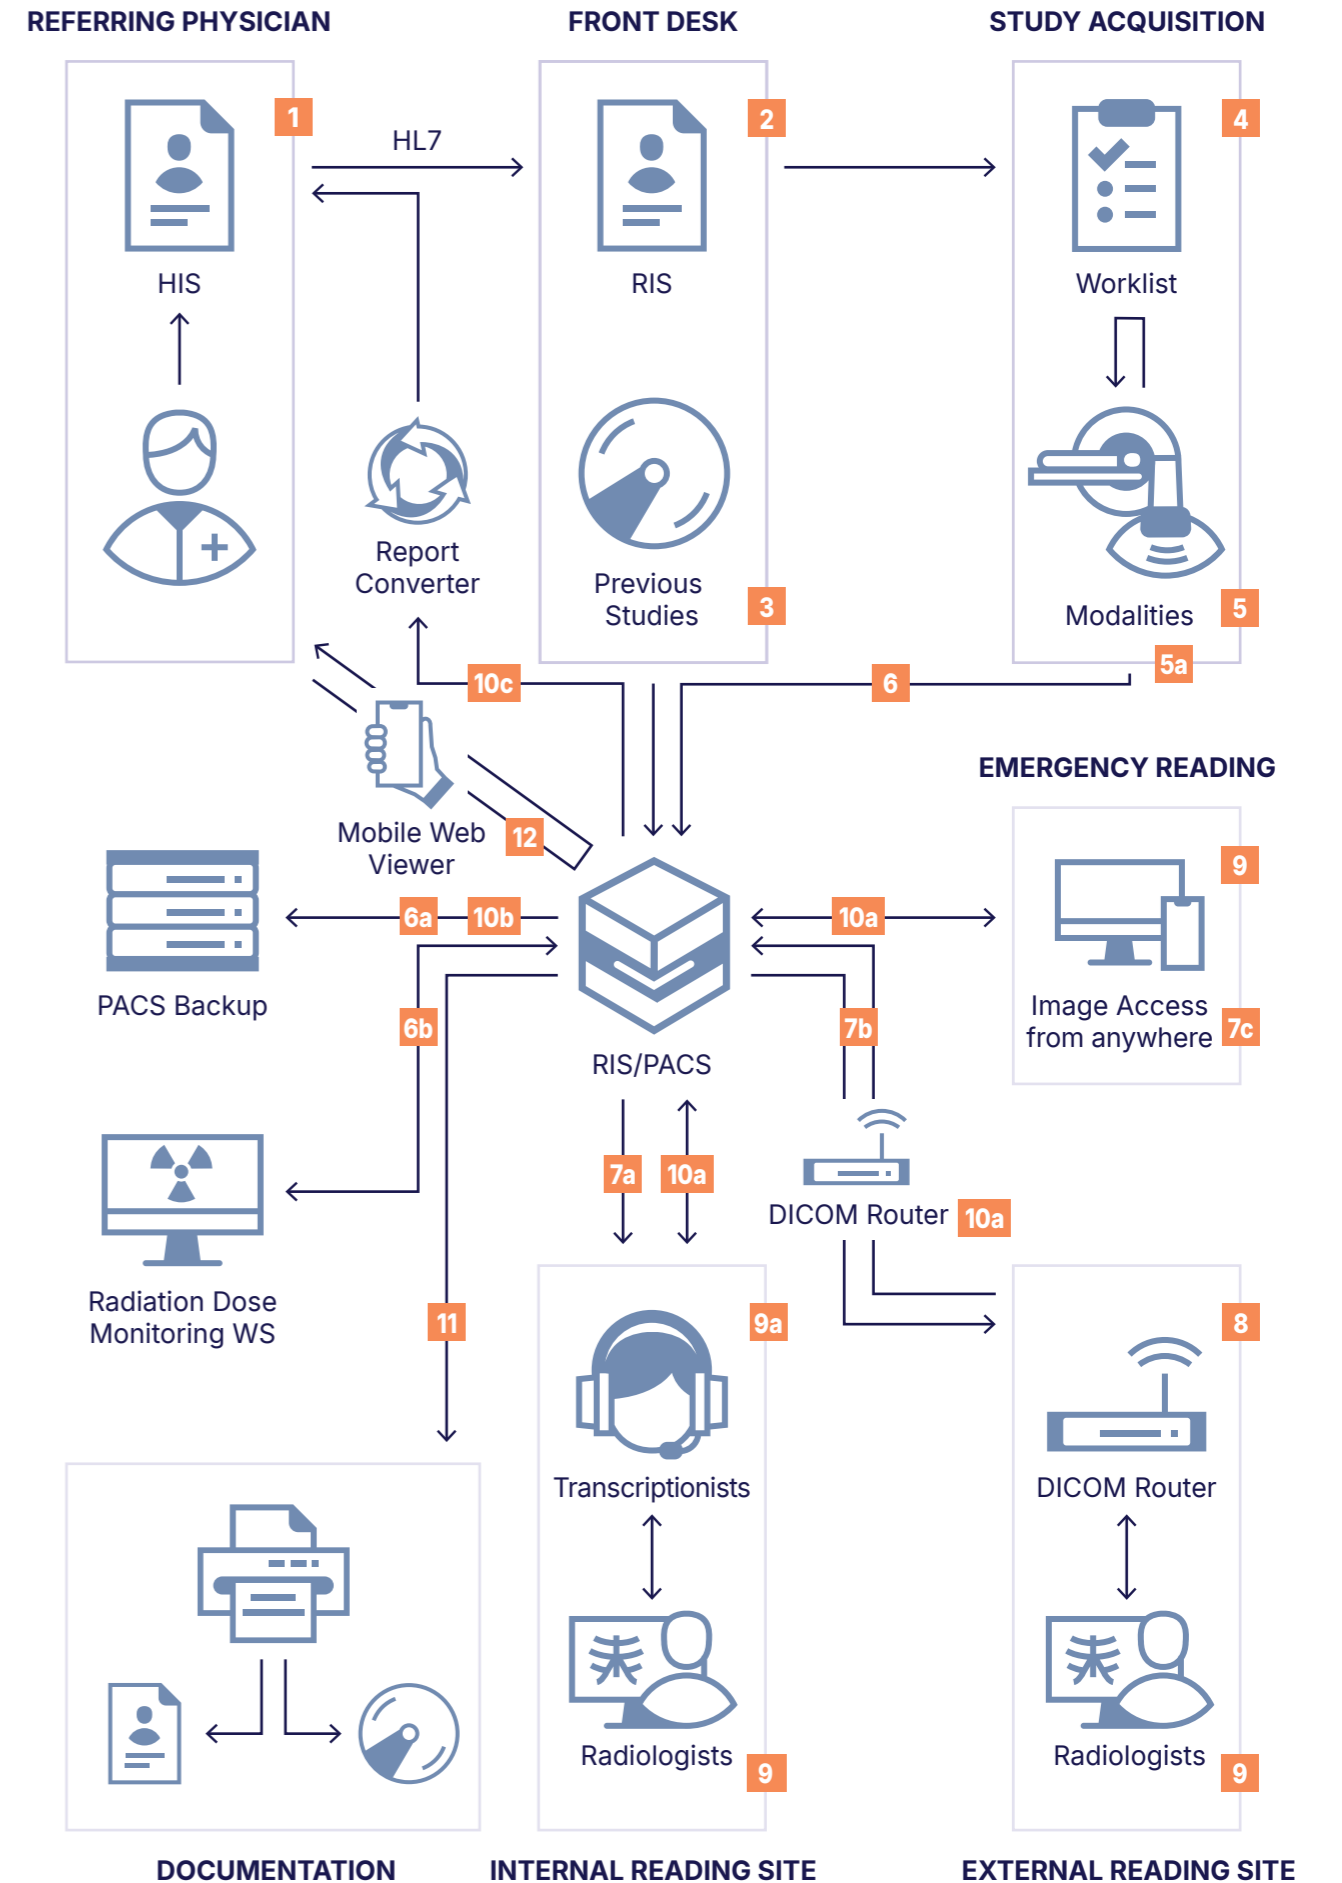 REFERRING PHYSICIAN
FRONT DESK
STUDY ACQUISITION
1
HL7
2
4
HIS
RIS
Worklist
Report
Converter
Previous
Studies
3
Modalities
5
5a
10c
6
EMERGENCY READING
Mobile Web
Viewer
12
9
6a
10b
10a
PACS Backup
Image Access
from anywhere
7c
6b
7b
RIS/PACS
7a
10a
DICOM Router
10a
Radiation Dose
Monitoring WS
11
9a
8
Transcriptionists
DICOM Router
Radiologists
9
Radiologists
9
DOCUMENTATION
INTERNAL READING SITE
EXTERNAL READING SITE